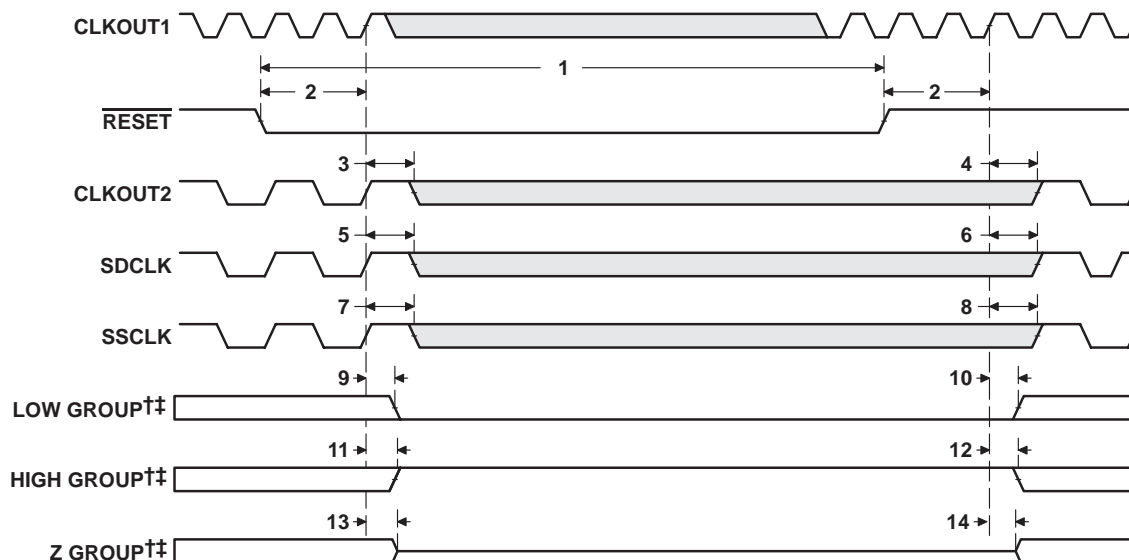 CLKOUT1
1
2
2
RESET
3
4
CLKOUT2
5
6
SDCLK
7
8
SSCLK
9
10
LOW GROUP†‡
11
12
HIGH GROUP†‡
13
14
Z GROUP†‡